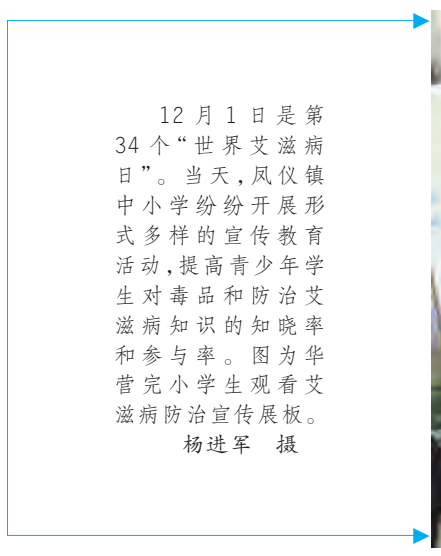 12月1日是第
34个“世界艾滋病
日”。当天,凤仪镇
中小学纷纷开展形
式多样的宣传教育
活动,提高青少年学
生对毒品和防治艾
滋病知识的知晓率
和参与率。图为华
营完小学生观看艾
滋病防治宣传展板。
杨进军 摄